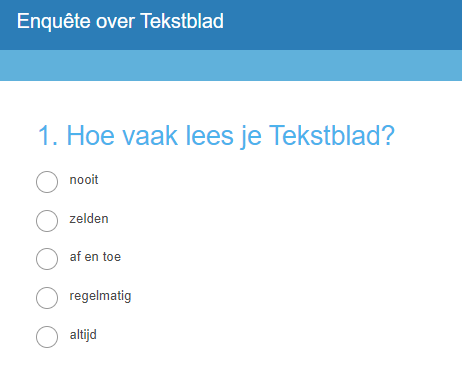 Enquête over Tekstblad
1. Hoe vaak lees je Tekstblad?
nooit
zelden
af en toe
regelmatig
altijd